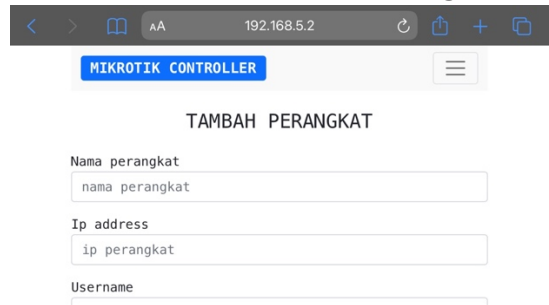 AA 192.168.5.2
MIKROTIK CONTROLLER
TAMBAH PERANGKAT
Nama perangkat
nama perangkat
Ip address
ip perangkat
Username